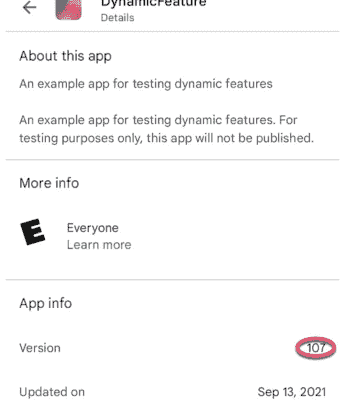 DynamicFeature
Details
About this app
An example app for testing dynamic features
An example app for testing dynamic features. For
testing purposes only, this app will not be published.
More info
E
Everyone
Learn more
App info
Version 107
Updated on Sep 13, 2021